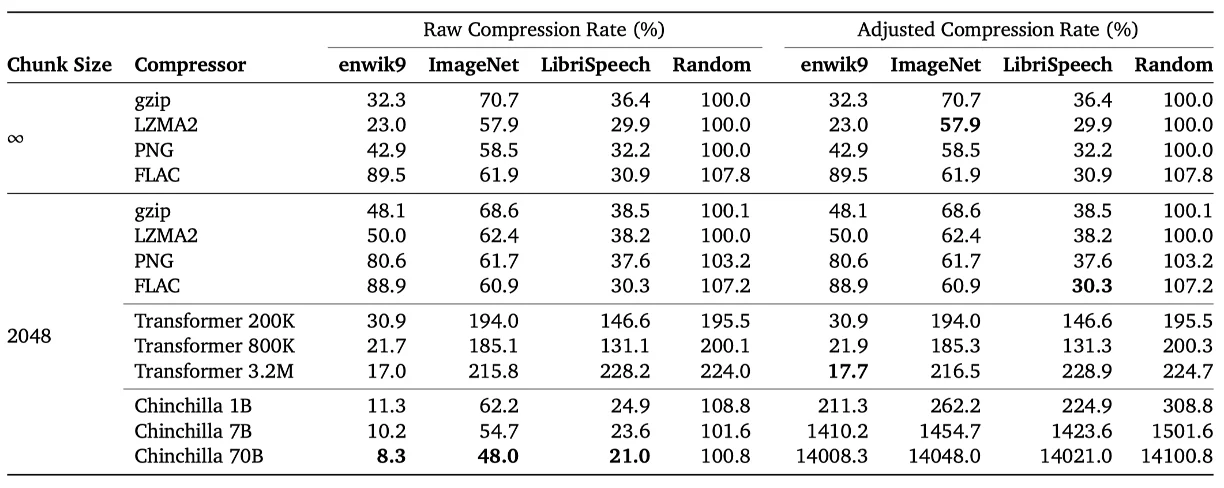 Raw Compression Rate (%) Adjusted Compression Rate (%)
Chunk Size Compressor enwik9 ImageNet LibriSpeech Random enwik9 ImageNet LibriSpeech Random
gzip 32.3 70.7 36.4 100.0 32.3 70.7 36.4 100.0
LZMA2 23.0 57.9 29.9 100.0 23.0 57.9 29.9 100.0
∞
PNG 42.9 58.5 32.2 100.0 42.9 58.5 32.2 100.0
FLAC 89.5 61.9 30.9 107.8 89.5 61.9 30.9 107.8
gzip 48.1 68.6 38.5 100.1 48.1 68.6 38.5 100.1
LZMA2 50.0 62.4 38.2 100.0 50.0 62.4 38.2 100.0
PNG 80.6 61.7 37.6 103.2 80.6 61.7 37.6 103.2
FLAC 88.9 60.9 30.3 107.2 88.9 60.9 30.3 107.2
Transformer 200K 30.9 194.0 146.6 195.5 30.9 194.0 146.6 195.5
2048
Transformer 800K 21.7 185.1 131.1 200.1 21.9 185.3 131.3 200.3
Transformer 3.2M 17.0 215.8 228.2 224.0 17.7 216.5 228.9 224.7
Chinchilla 1B 11.3 62.2 24.9 108.8 211.3 262.2 224.9 308.8
Chinchilla 7B 10.2 54.7 23.6 101.6 1410.2 1454.7 1423.6 1501.6
Chinchilla 70B 8.3 48.0 21.0 100.8 14008.3 14048.0 14021.0 14100.8